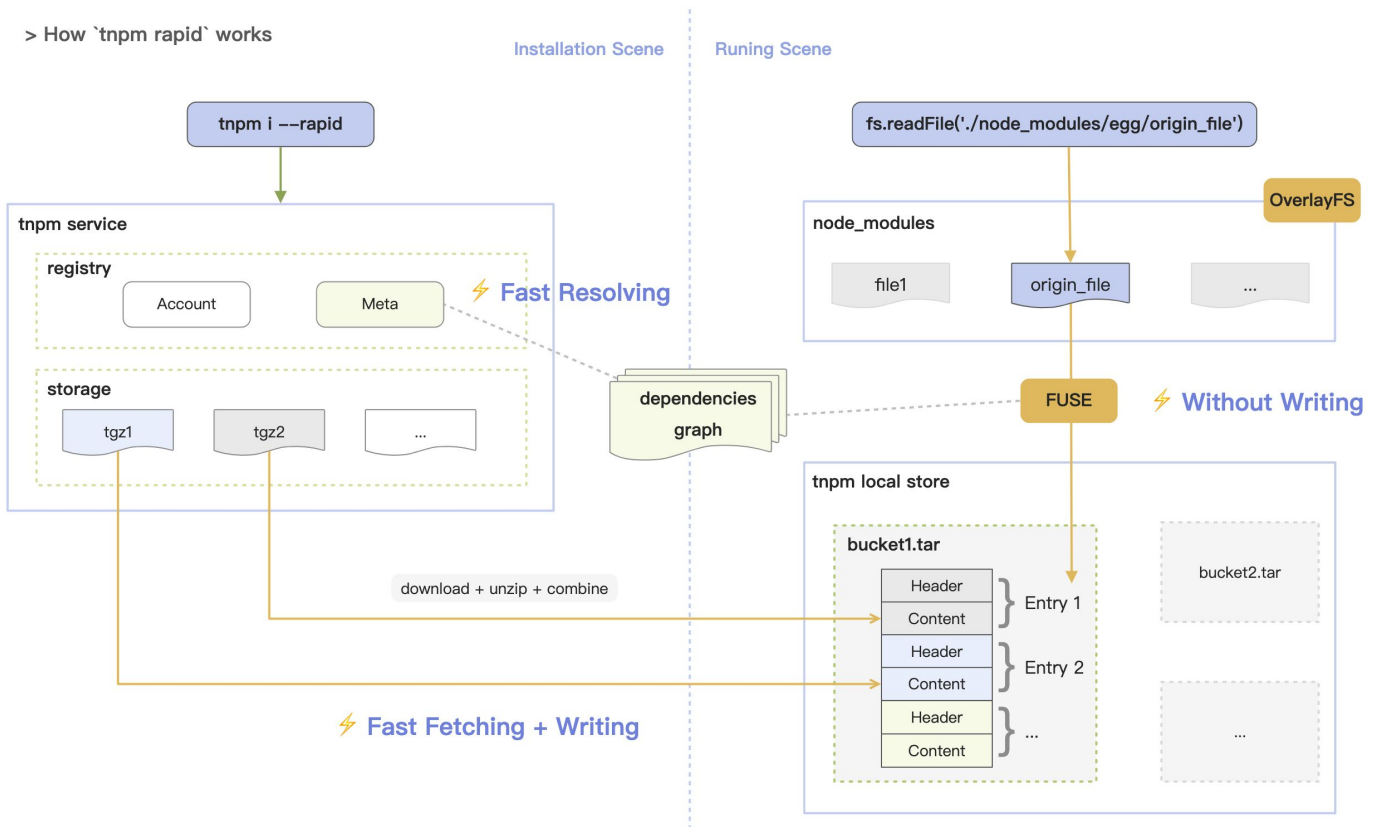 > How `tnpm rapid` works
Installation Scene
Runing Scene
tnpm i --rapid
fs.readFile('./node_modules/egg/origin_file')
OverlayFS
tnpm service
registry
Account
Meta
⚡ Fast Resolving
storage
tgz1
tgz2
...
node_modules
file1
origin_file
...
dependencies
graph
FUSE
⚡ Without Writing
tnpm local store
bucket1.tar
Header
Content
Entry 1
Header
Content
Entry 2
Header
Content
...
bucket2.tar
...
download + unzip + combine
⚡ Fast Fetching + Writing